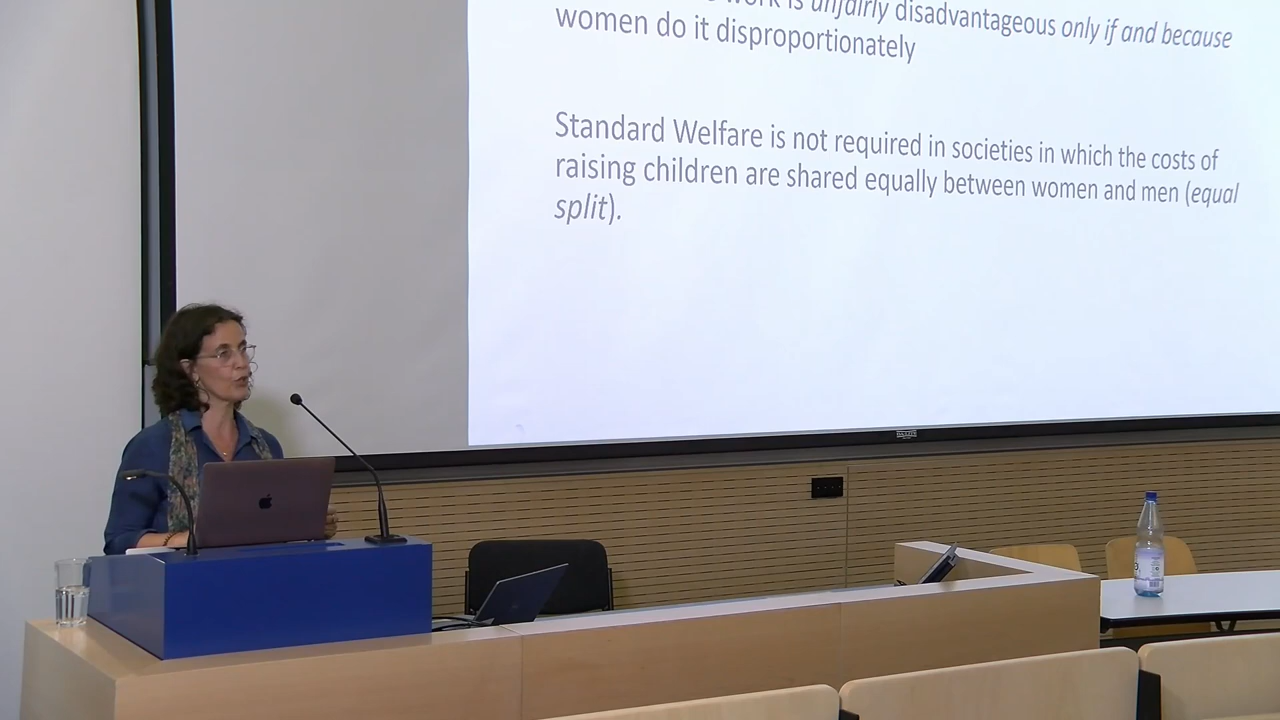 work is unfairly disadvantageous only if and because
women do it disproportionately
Standard Welfare is not required in societies in which the costs of
raising children are shared equally between women and men (equal
split).